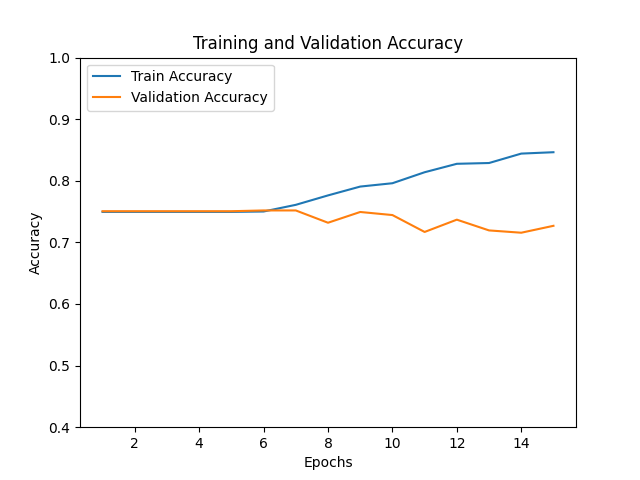 Training and Validation Accuracy
Train Accuracy
Validation Accuracy
1.0
0.9
0.8
0.7
0.6
0.5
0.4
Accuracy
2 4 6 8 10 12 14
Epochs